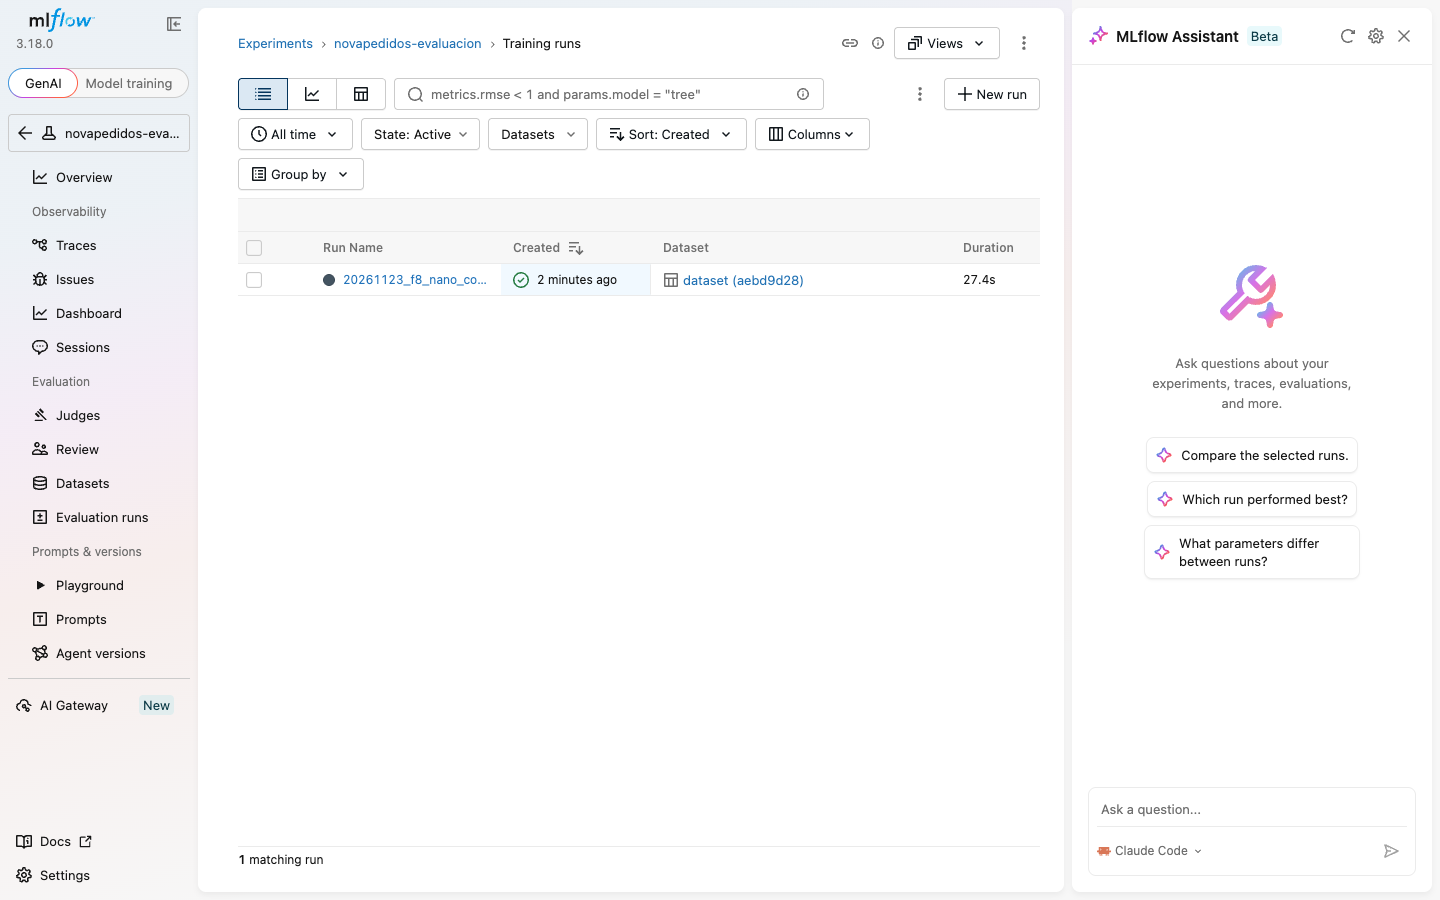 mlflow
3.18.0
GenAI
Model training
novapedidos-eva...
Overview
Observability
Traces
Issues
Dashboard
Sessions
Evaluation
Judges
Review
Datasets
Evaluation runs
Prompts & versions
Playground
Prompts
Agent versions
AI Gateway
New
Docs
Settings
Experiments > novapedidos-evaluacion > Training runs
Views
metrics.rmse < 1 and params.model = "tree"
New run
All time
State: Active
Datasets
Sort: Created
Columns
Group by
Run Name
Created
Dataset
Duration
20261123_f8_nano_co...
2 minutes ago
dataset (aebd9d28)
27.4s
1 matching run
MLflow Assistant
Beta
Ask questions about your
experiments, traces, evaluations,
and more.
Compare the selected runs.
Which run performed best?
What parameters differ
between runs?
Ask a question...
Claude Code